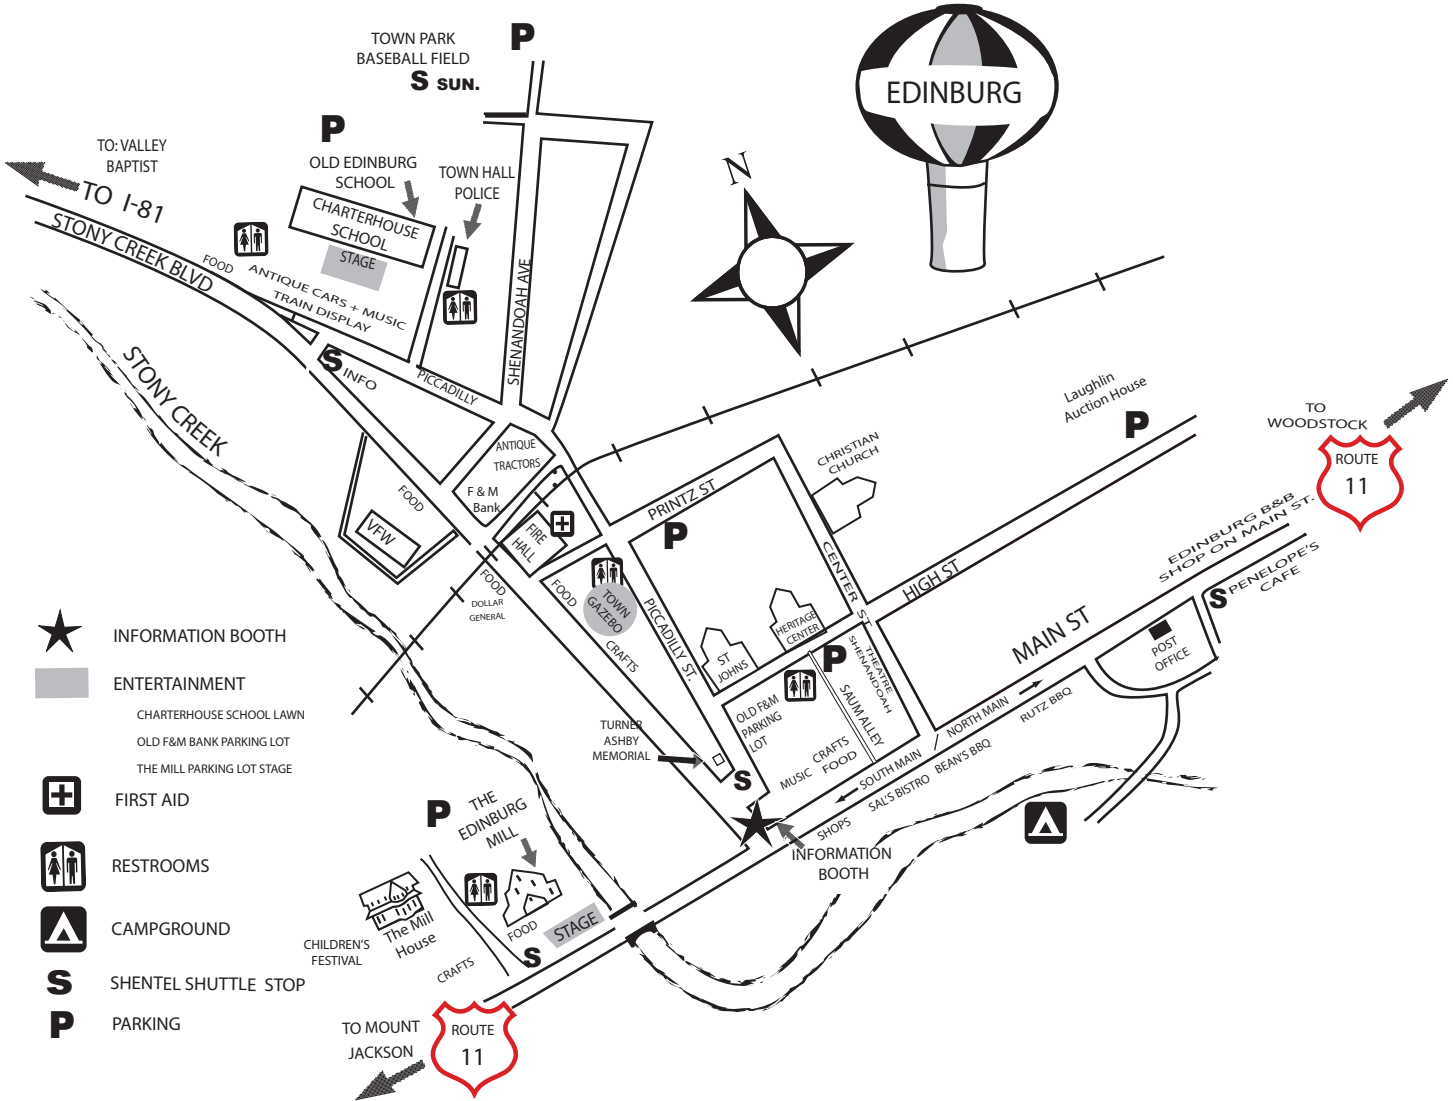 TOWN PARK
BASEBALL FIELD
S SUN.
P
EDINBURG
P
TO: VALLEY
BAPTIST
TO I-81
STONY CREEK BLVD
OLD EDINBURG
SCHOOL
TOWN HALL
POLICE
CHARTERHOUSE
SCHOOL
STAGE
FOOD
ANTIQUE CARS + MUSIC
TRAIN DISPLAY
N
SHENANDOAH AVE
S
INFO
PICCADILLY
STONY CREEK
ANTIQUE
TRACTORS
F & M
Bank
FOOD
VFW
FIRE
HALL
PRINTZ ST
P
CHRISTIAN
CHURCH
Laughlin
Auction House
P
TO
WOODSTOCK
ROUTE
11
EDINBURG B&B
SHOP ON MAIN ST.
PENELOPE'S
CAFE
S
POST
OFFICE
CENTER ST
HIGH ST
MAIN ST
FOOD
DOLLAR
GENERAL
FOOD
TOWN
GAZEBO
CRAFTS
PICCADILLY ST.
ST
JOHNS
HERITAGE
CENTER
P
THEATRE
SHENANDOAH
SAUM ALLEY
OLD F&M
PARKING
LOT
MUSIC
CRAFTS
FOOD
SOUTH MAIN / NORTH MAIN
RUTZ BBQ
BEAN'S BBQ
SAL'S BISTRO
SHOPS
TURNER
ASHBY
MEMORIAL
S
INFORMATION
BOOTH
P
THE
EDINBURG
MILL
The Mill
House
FOOD
STAGE
S
CHILDREN'S
FESTIVAL
CRAFTS
TO MOUNT
JACKSON
ROUTE
11
INFORMATION BOOTH
ENTERTAINMENT
CHARTERHOUSE SCHOOL LAWN
OLD F&M BANK PARKING LOT
THE MILL PARKING LOT STAGE
FIRST AID
RESTROOMS
CAMPGROUND
S SHENTEL SHUTTLE STOP
P PARKING